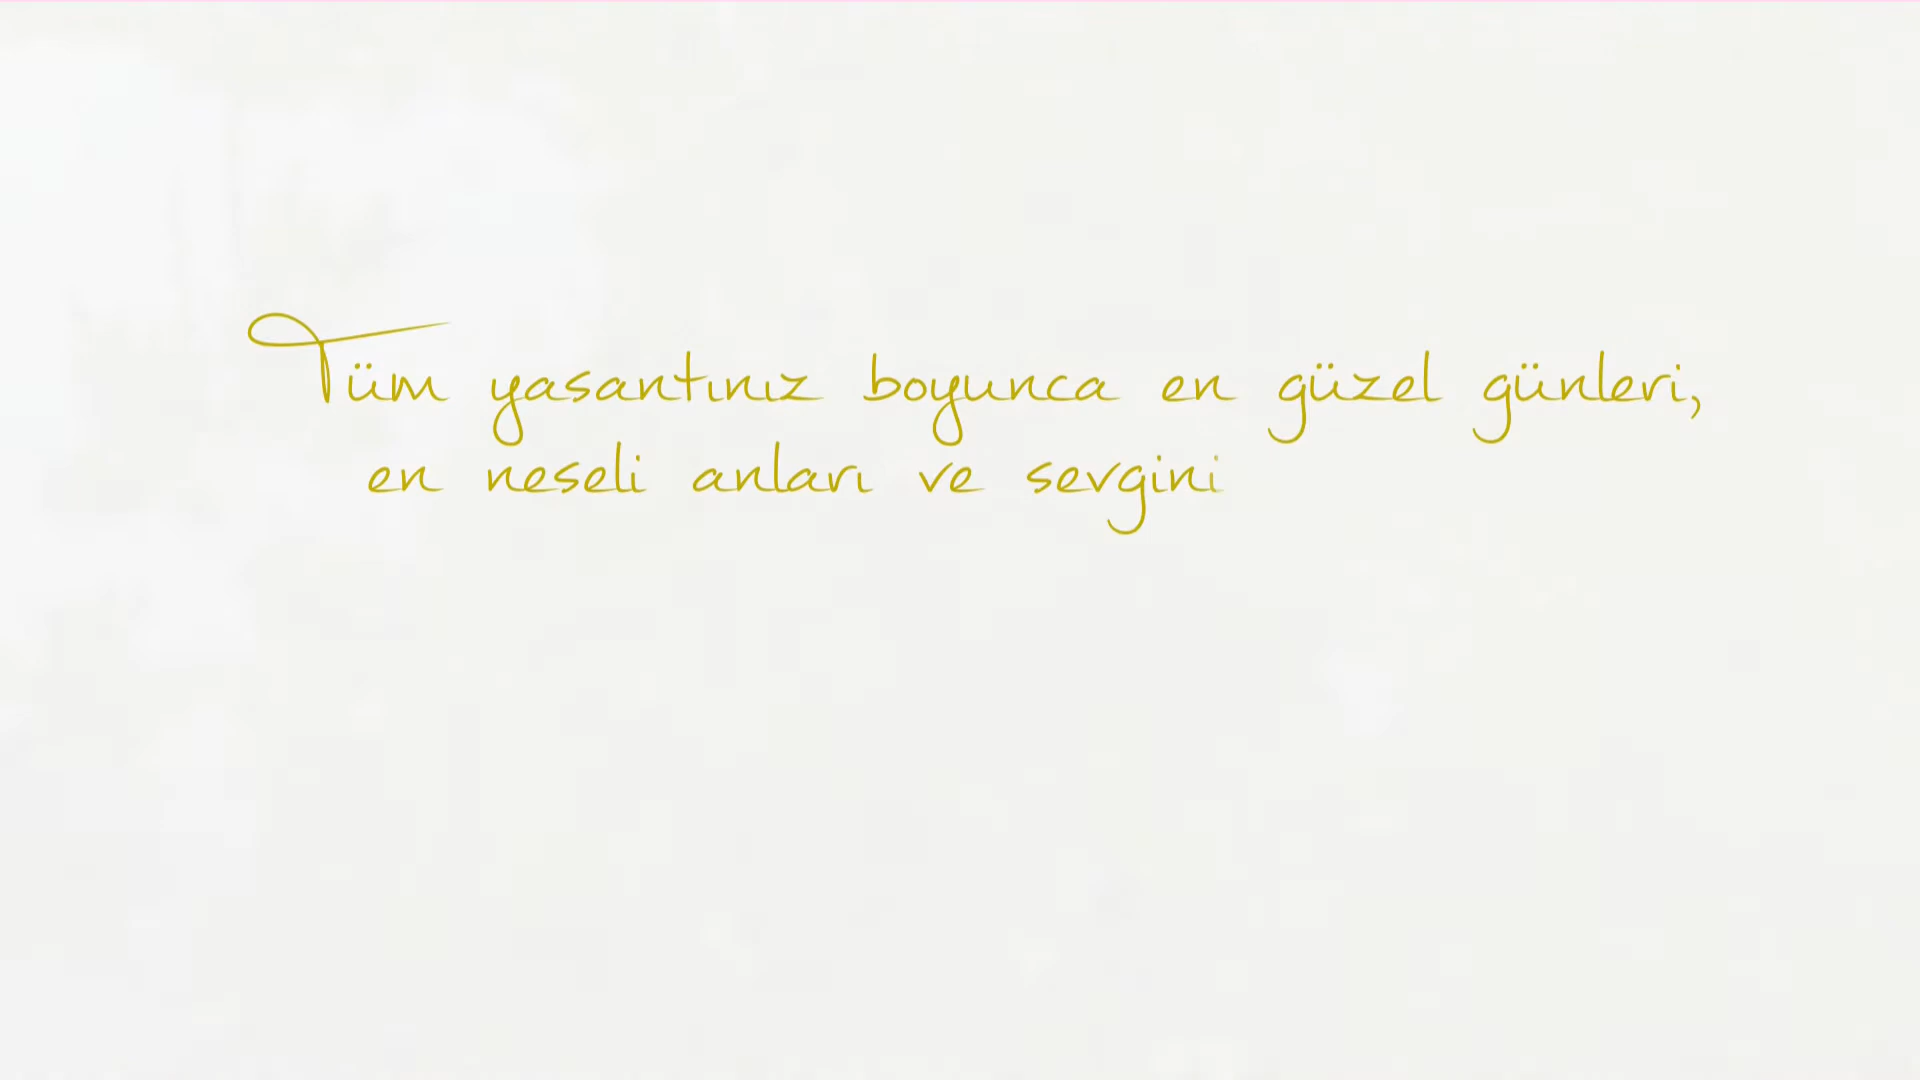 Tüm yasantınız boyunca en güzel günleri,
en neseli anları ve sevgini